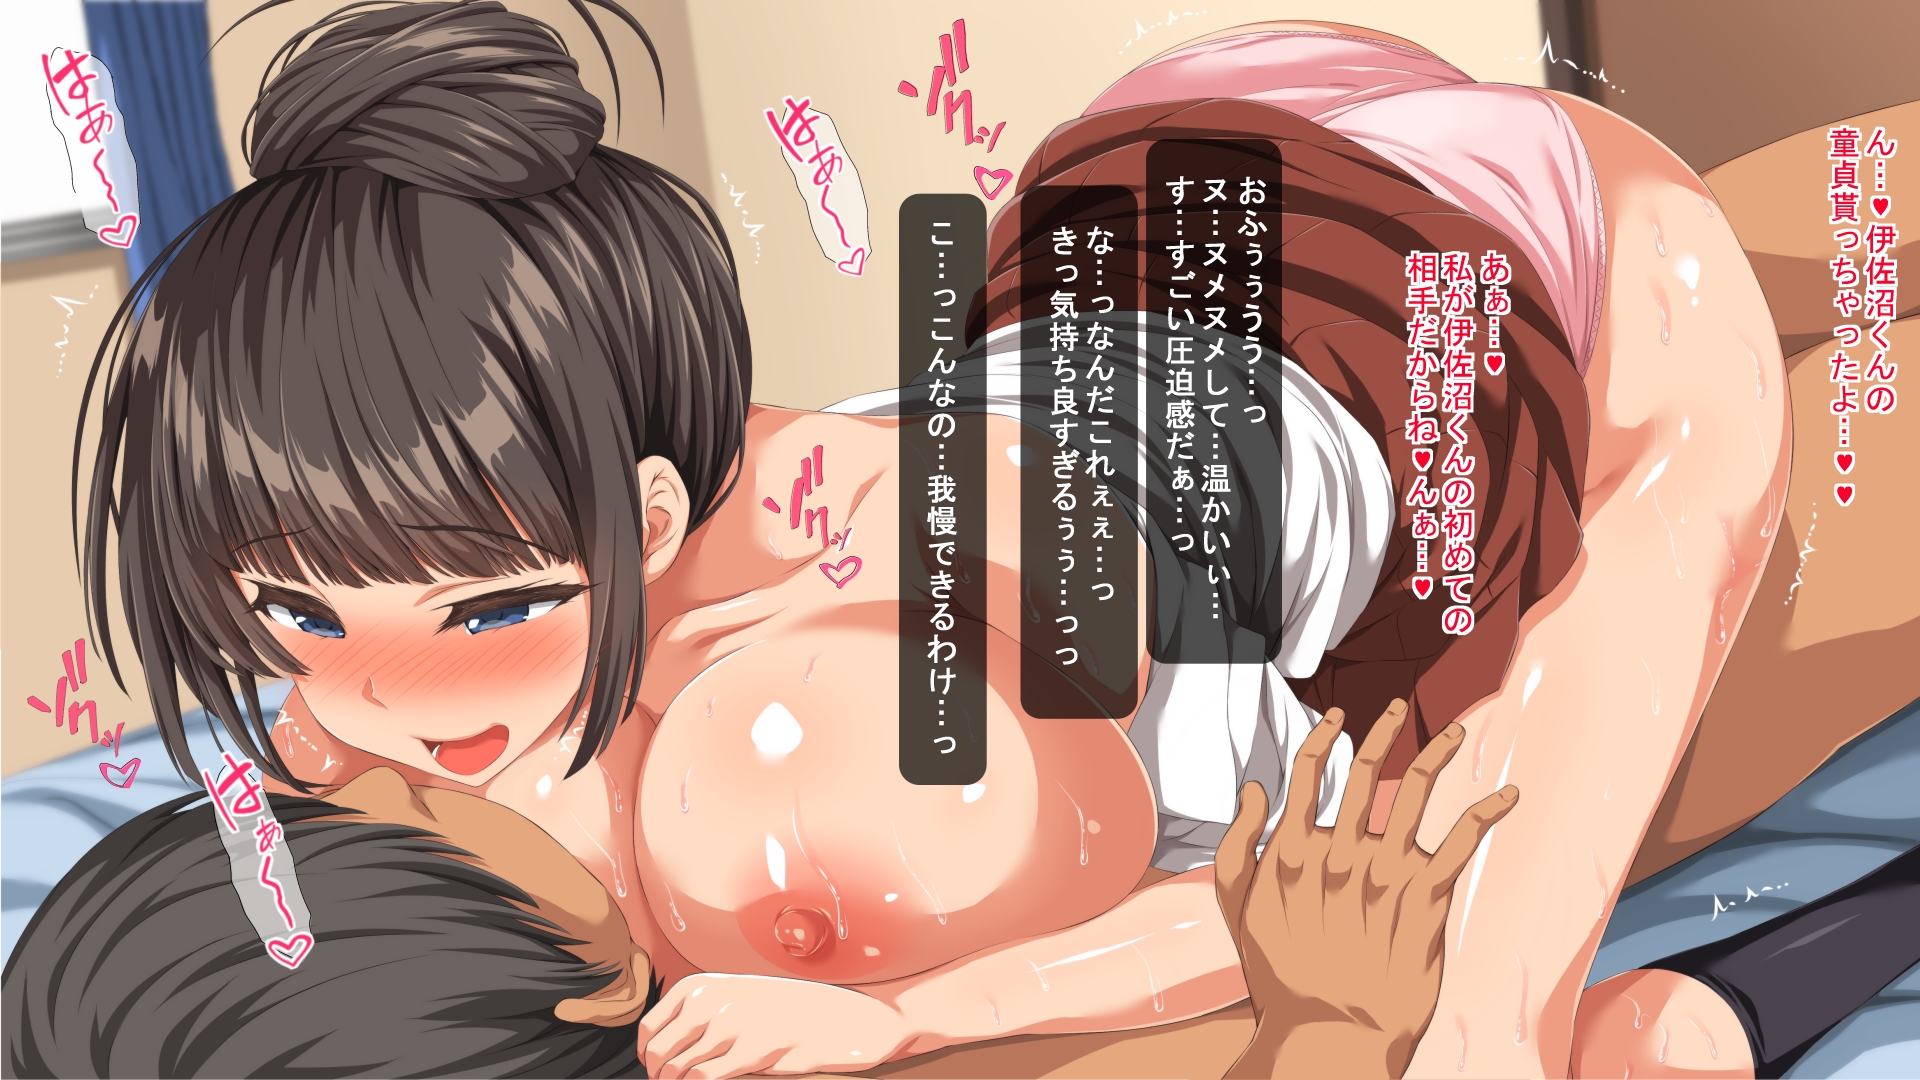 ん…♥伊佐沼くんの
童貞貰っちゃったよ…♥♥
あぁ…♥
私が伊佐沼くんの初めての
相手だからね♥んぁ…♥
おふぅぅぅうう…っ
ヌ…ヌメヌメして…温かいぃ…
す…すごい圧迫感だぁ…っ
な…っなんだこれぇぇ…っ
きっ気持ち良すぎるぅぅ…っっ
こ…っこんなの…我慢できるわけ…っ
ゾクッ♡
はぁ〜♡
はぁ〜♡
ゾクッ♡
ゾクッ♡
はぁ〜♡